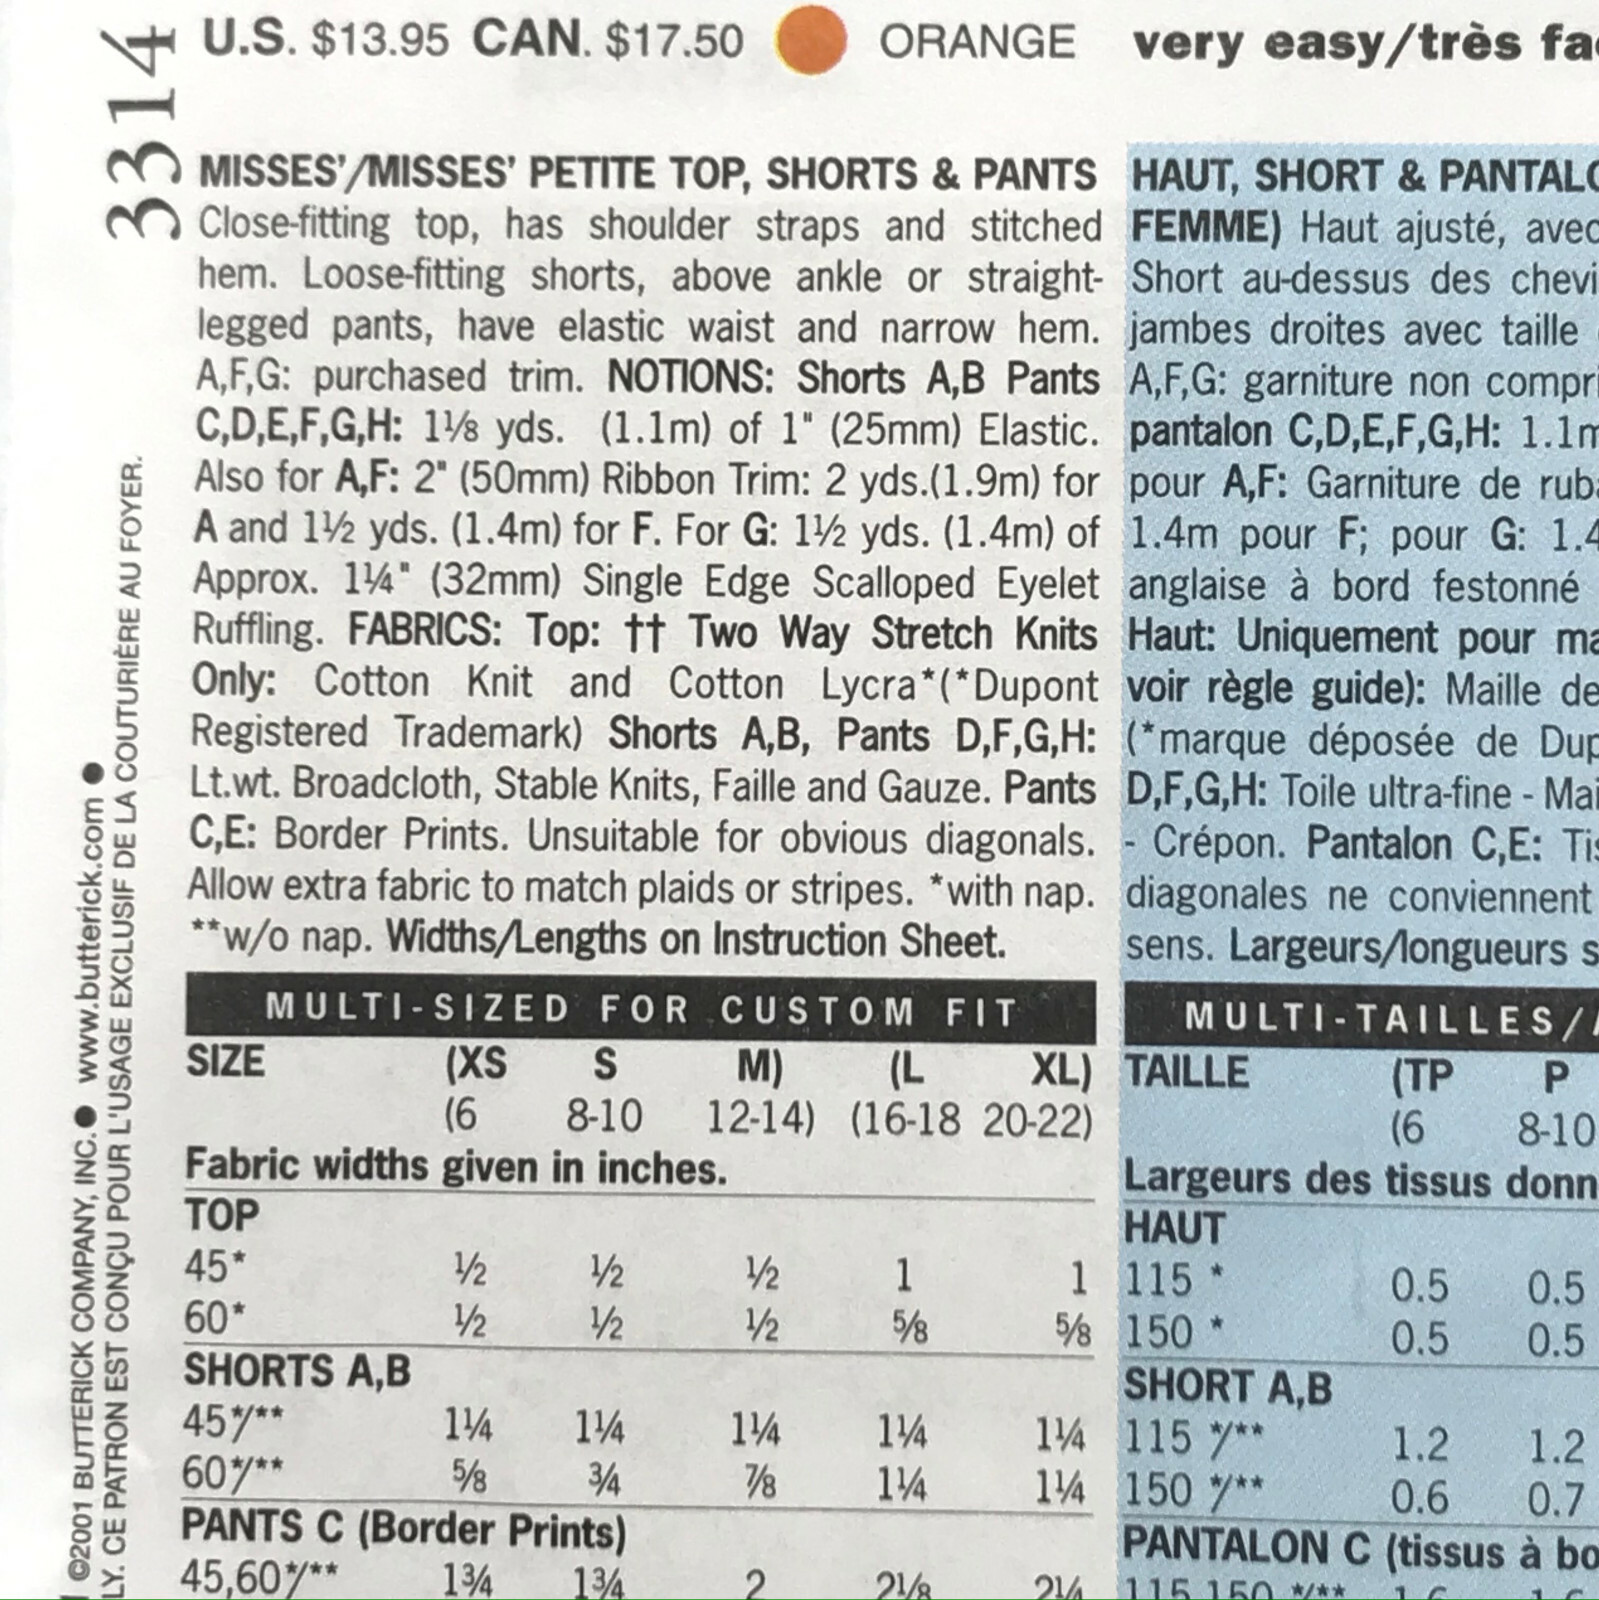 U.S. $13.95 CAN. $17.50 ORANGE very easy/très
3314
MISSES'/MISSES' PETITE TOP, SHORTS & PANTS
Close-fitting top, has shoulder straps and stitched
hem. Loose-fitting shorts, above ankle or straight-
legged pants, have elastic waist and narrow hem.
A,F,G: purchased trim. NOTIONS: Shorts A,B Pants
C,D,E,F,G,H: 1⅛ yds. (1.1m) of 1" (25mm) Elastic.
Also for A,F: 2" (50mm) Ribbon Trim: 2 yds.(1.9m) for
A and 1½ yds. (1.4m) for F. For G: 1½ yds. (1.4m) of
Approx. 1¼" (32mm) Single Edge Scalloped Eyelet
Ruffling. FABRICS: Top: †† Two Way Stretch Knits
Only: Cotton Knit and Cotton Lycra*(*Dupont
Registered Trademark) Shorts A,B, Pants D,F,G,H:
Lt.wt. Broadcloth, Stable Knits, Faille and Gauze. Pants
C,E: Border Prints. Unsuitable for obvious diagonals.
Allow extra fabric to match plaids or stripes. *with nap.
**w/o nap. Widths/Lengths on Instruction Sheet.
MULTI-SIZED FOR CUSTOM FIT
SIZE (XS S M) (L XL)
(6 8-10 12-14) (16-18 20-22)
Fabric widths given in inches.
TOP
45* ½ ½ ½ 1 1
60* ½ ½ ½ ⅝ ⅝
SHORTS A,B
45*/** 1¼ 1¼ 1¼ 1¼ 1¼
60*/** ⅝ ¾ ⅞ 1¼ 1¼
PANTS C (Border Prints)
45,60*/** 1¾ 1¾ 2 2⅛ 2¼
HAUT, SHORT &
FEMME) Haut ajusté, avec
Short au-dessus des
jambes droites avec taille
A,F,G: garniture non
pantalon C,D,E,F,G,H: 1.1m
pour A,F: Garniture de
1.4m pour F; pour G:
anglaise à bord festonné
Haut: Uniquement pour
voir règle guide): Maille de
(*marque déposée de
D,F,G,H: Toile ultra-fine -
- Crépon. Pantalon C,E:
diagonales ne conviennent
sens. Largeurs/longueurs
MULTI-TAILLES/
TAILLE (TP P
(6 8-10
Largeurs des tissus
HAUT
115 * 0.5 0.5
150 * 0.5 0.5
SHORT A,B
115 */** 1.2 1.2
150 */** 0.6 0.7
PANTALON C (tissus à
115,150 */** 1.6 1.6
©2001 BUTTERICK COMPANY, INC. ● www.butterick.com ●
CE PATRON EST CONÇU POUR L'USAGE EXCLUSIF DE LA COUTURIÈRE AU FOYER.